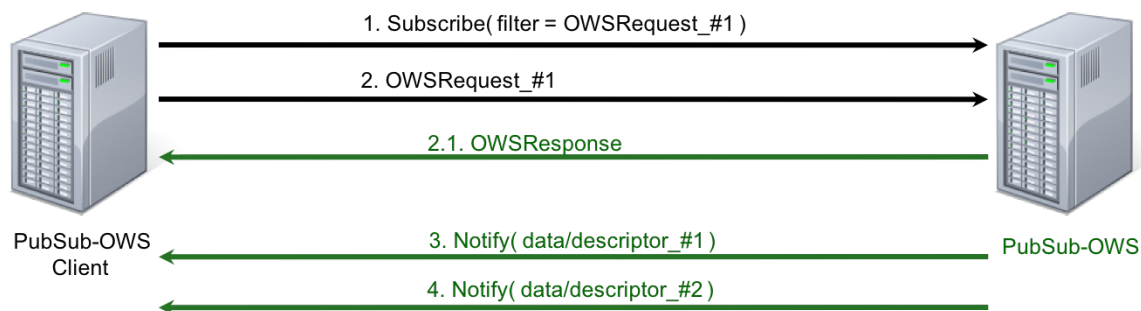 1. Subscribe( filter = OWSRequest_#1 )
2. OWSRequest_#1
2.1. OWSResponse
PubSub-OWS
Client
3. Notify( data/descriptor_#1 )
PubSub-OWS
4. Notify( data/descriptor_#2 )